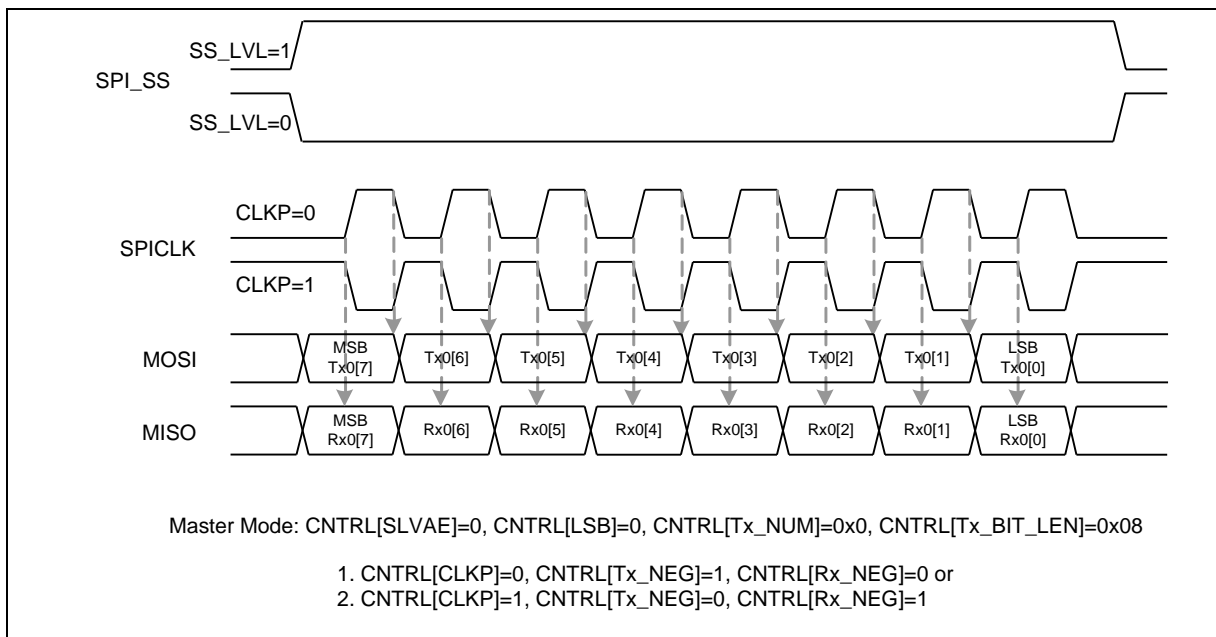 SS_LVL=1
SPI_SS
SS_LVL=0
CLKP=0
SPICLK
CLKP=1
MOSI
MSB
Tx0[7]
Tx0[6]
Tx0[5]
Tx0[4]
Tx0[3]
Tx0[2]
Tx0[1]
LSB
Tx0[0]
MISO
MSB
Rx0[7]
Rx0[6]
Rx0[5]
Rx0[4]
Rx0[3]
Rx0[2]
Rx0[1]
LSB
Rx0[0]
Master Mode: CNTRL[SLVAE]=0, CNTRL[LSB]=0, CNTRL[Tx_NUM]=0x0, CNTRL[Tx_BIT_LEN]=0x08
1. CNTRL[CLKP]=0, CNTRL[Tx_NEG]=1, CNTRL[Rx_NEG]=0 or
2. CNTRL[CLKP]=1, CNTRL[Tx_NEG]=0, CNTRL[Rx_NEG]=1